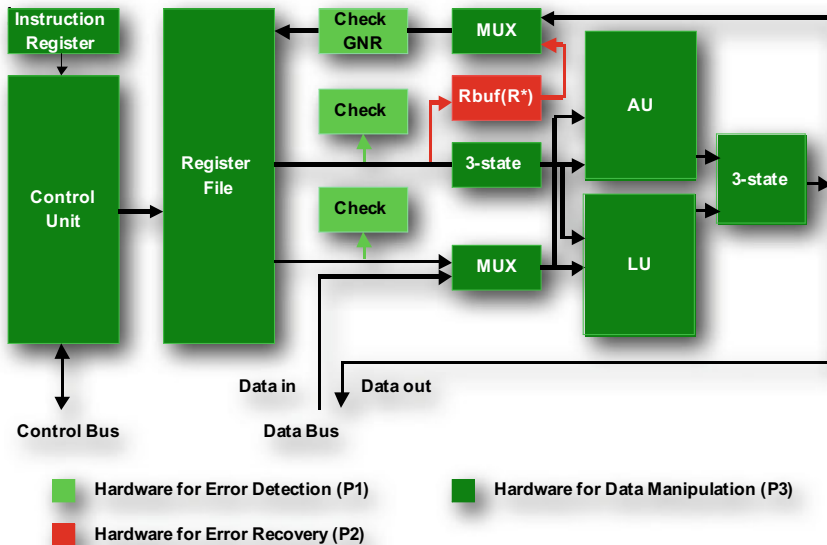 Instruction
Register
Check
GNR
MUX
Rbuf(R*)
Check
AU
Register
File
3-state
3-state
Control
Unit
Check
MUX
LU
Data in
Data out
Control Bus
Data Bus
Hardware for Error Detection (P1)
Hardware for Data Manipulation (P3)
Hardware for Error Recovery (P2)